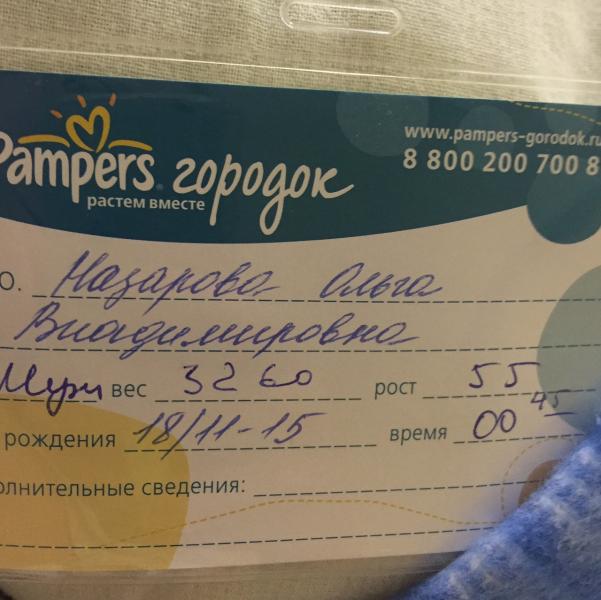 www.pampers-gorodok.ru
8 800 200 700 8
Pampers городок
растем вместе
О. Назарова Ольга
Владимировна
вес 3260 рост 55
рождения 18/11-15 время 00 45
олнительные сведения: